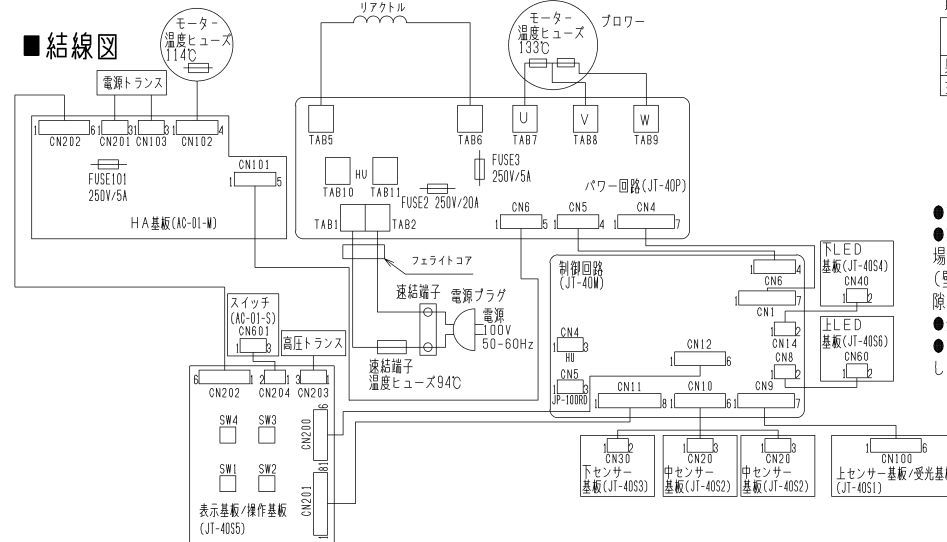 ■結線図
モーター
温度ヒューズ
114℃
電源トランス
リアクトル
モーター
温度ヒューズ
133℃
ブロワー
1 6 1 3 1 3 1 4
CN202 CN201 CN103 CN102
FUSE101
250V/5A
CN101
1 5
HA基板(AC-01-M)
TAB5
TAB6
U
TAB7
V
TAB8
W
TAB9
TAB10
HV
TAB11
FUSE3
250V/5A
FUSE2 250V/20A
パワー回路(JT-40P)
TAB1
TAB2
CN6
1 5
CN5
1 4
CN4
1 7
フェライトコア
速結端子
電源プラグ
電源
100V
50-60Hz
速結端子
温度ヒューズ94℃
制御回路
(JT-40M)
1 4
CN6
1 7
CN1
1 2
CN14
CN8
1 2
CN4
1 3
HU
CN5
1 3
JP-100RD
CN12
1 6
CN11
1 8
CN10
1 6
CN9
1 7
下LED
基板(JT-40S4)
CN40
1 2
上LED
基板(JT-40S6)
CN60
1 2
スイッチ
(AC-01-S)
CN601
1 3
高圧トランス
6 1 2 1 3 1
CN202 CN204 CN203
SW4
SW3
SW1
SW2
CN200
1 6
CN201
1 8
表示基板/操作基板
(JT-40S5)
1 2
CN30
下センサー
基板(JT-40S3)
1 3
CN20
中センサー
基板(JT-40S2)
1 3
CN20
中センサー
基板(JT-40S2)
1 6
CN100
上センサー基板/受光基板
(JT-40S1)
●
●
場
隙
●
●
し